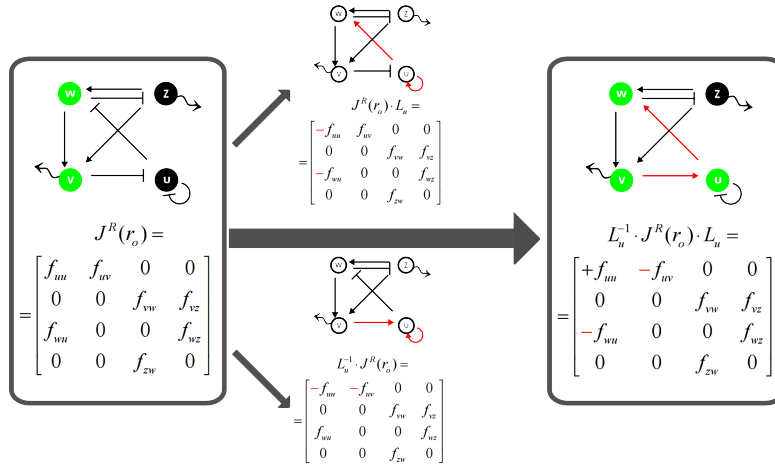 W Z
V U
J^R(r_o) =
= [ f_uu f_uv 0 0
0 0 f_vw f_vz
f_wu 0 0 f_wz
0 0 f_zw 0 ]
W Z
V U
J^R(r_o) · L_u =
= [ −f_uu f_uv 0 0
0 0 f_vw f_vz
−f_wu 0 0 f_wz
0 0 f_zw 0 ]
W Z
V U
L_u^-1 · J^R(r_o) =
= [ −f_uu −f_uv 0 0
0 0 f_vw f_vz
f_wu 0 0 f_wz
0 0 f_zw 0 ]
W Z
V U
L_u^-1 · J^R(r_o) · L_u =
= [ +f_uu −f_uv 0 0
0 0 f_vw f_vz
−f_wu 0 0 f_wz
0 0 f_zw 0 ]